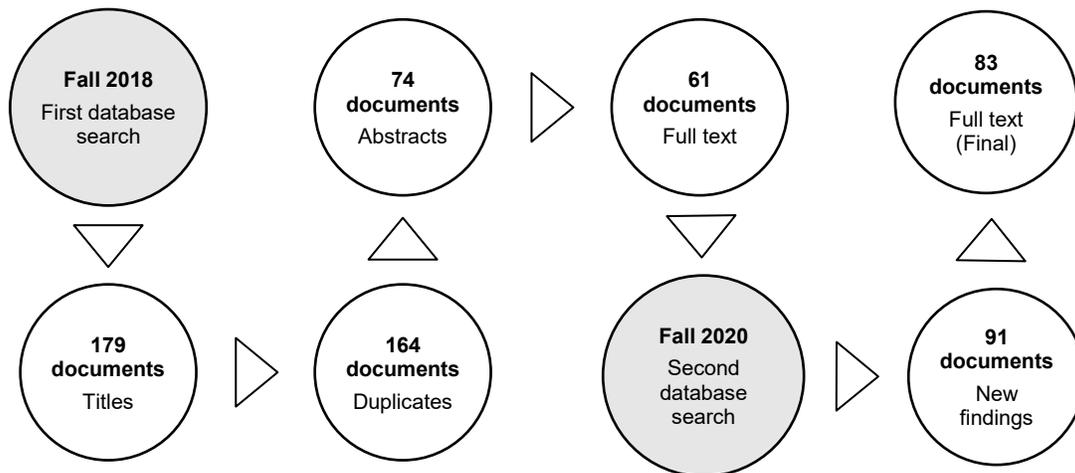 Fall 2018
First database
search
179
documents
Titles
164
documents
Duplicates
74
documents
Abstracts
61
documents
Full text
Fall 2020
Second
database
search
91
documents
New
findings
83
documents
Full text
(Final)